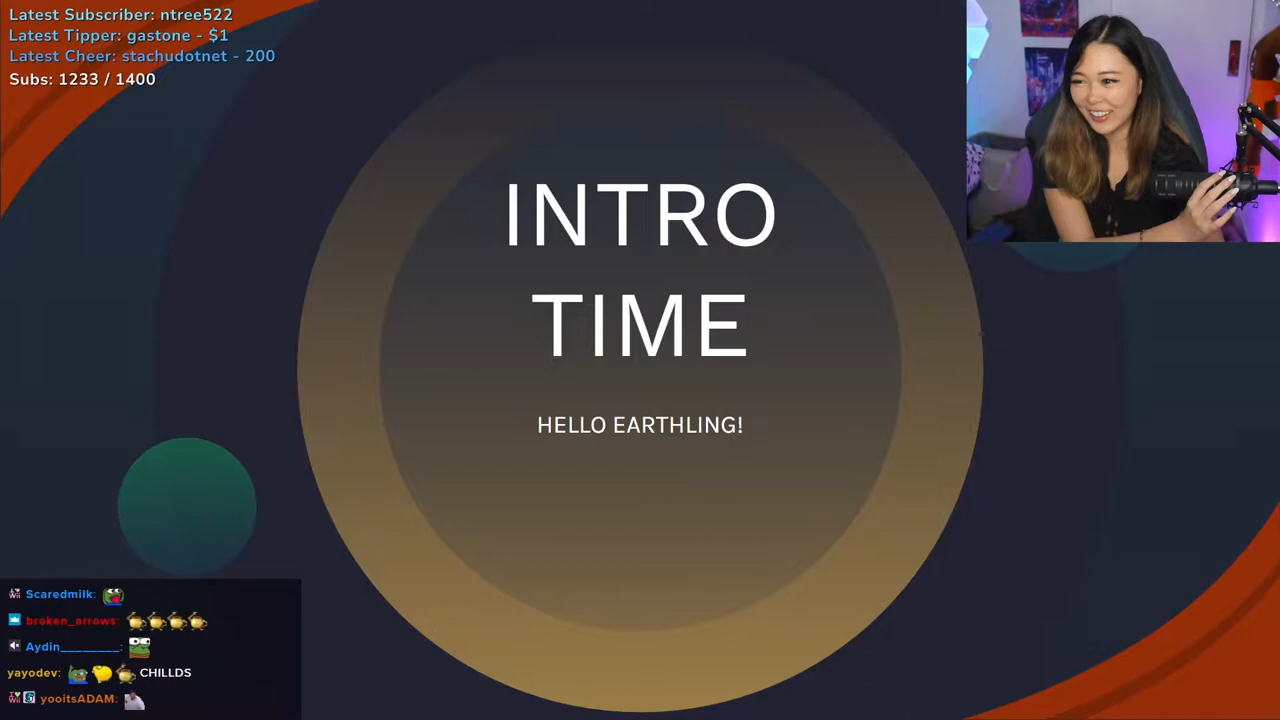 Latest Subscriber: ntree522
Latest Tipper: gastone - $1
Latest Cheer: stachudotnet - 200
Subs: 1233 / 1400
INTRO
TIME
HELLO EARTHLING!
Scaredmilk:
broken_arrows:
Aydin________:
yayodev: CHILLDS
yooitsADAM: